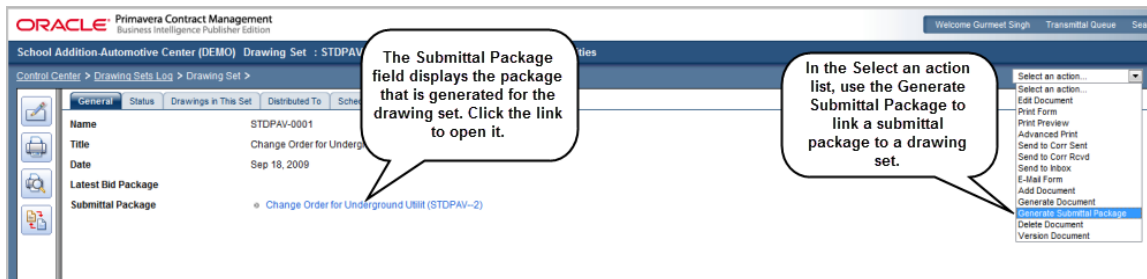 ORACLE Primavera Contract Management
Business Intelligence Publisher Edition
Welcome Gurmeet Singh Transmittal Queue Sea
School Addition-Automotive Center (DEMO) Drawing Set : STDPAV ties
Control Center > Drawing Sets Log > Drawing Set >
The Submittal Package
field displays the package
that is generated for the
drawing set. Click the link
to open it.
In the Select an action
list, use the Generate
Submittal Package to
link a submittal
package to a drawing
set.
General Status Drawings in This Set Distributed To Sched
Name STDPAV-0001
Title Change Order for Undergr
Date Sep 18, 2009
Latest Bid Package
Submittal Package Change Order for Underground Utilit (STDPAV--2)
Select an action...
Select an action...
Edit Document
Print Form
Print Preview
Advanced Print
Send to Corr Sent
Send to Corr Rcvd
Send to Inbox
E-Mail Form
Add Document
Generate Document
Generate Submittal Package
Delete Document
Version Document